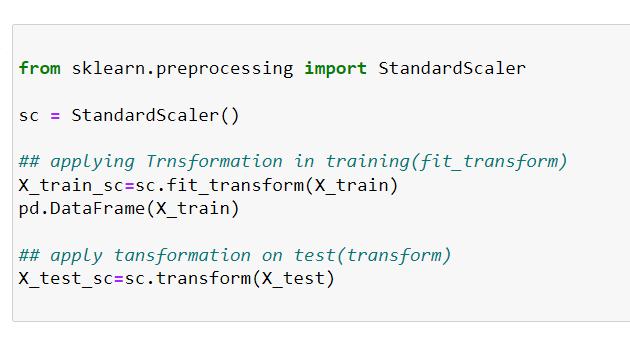 from sklearn.preprocessing import StandardScaler
sc = StandardScaler()
## applying Trnsformation in training(fit_transform)
X_train_sc=sc.fit_transform(X_train)
pd.DataFrame(X_train)
## apply tansformation on test(transform)
X_test_sc=sc.transform(X_test)